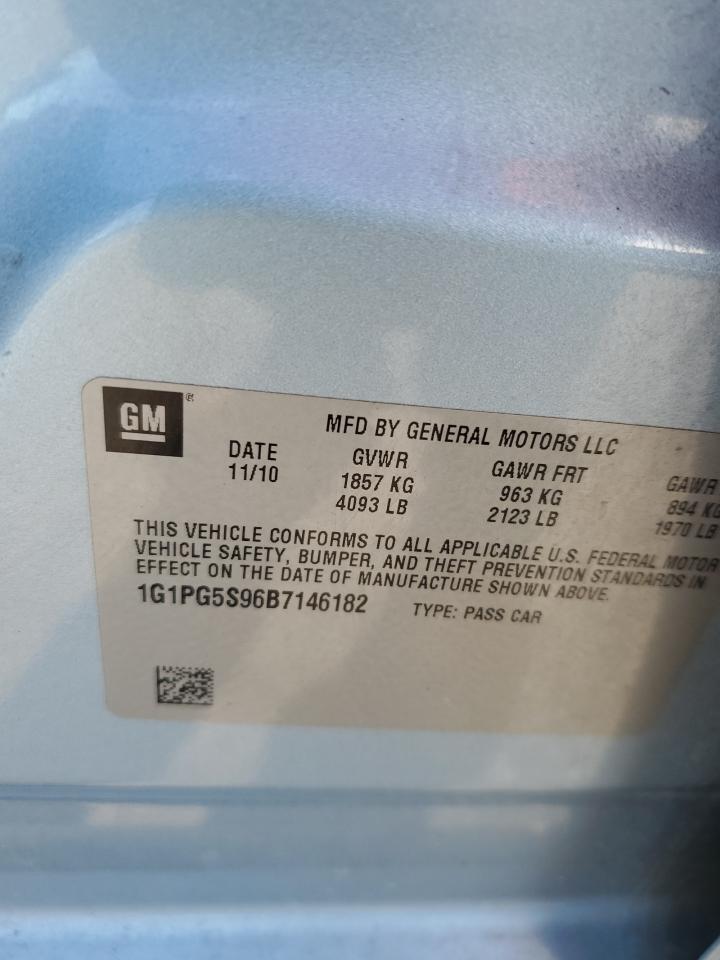 GM ®
MFD BY GENERAL MOTORS LLC
DATE GVWR GAWR FRT GAWR
11/10 1857 KG 963 KG 894 KG
4093 LB 2123 LB 1970 LB
THIS VEHICLE CONFORMS TO ALL APPLICABLE U.S. FEDERAL MOTOR
VEHICLE SAFETY, BUMPER, AND THEFT PREVENTION STANDARDS IN
EFFECT ON THE DATE OF MANUFACTURE SHOWN ABOVE.
1G1PG5S96B7146182 TYPE: PASS CAR